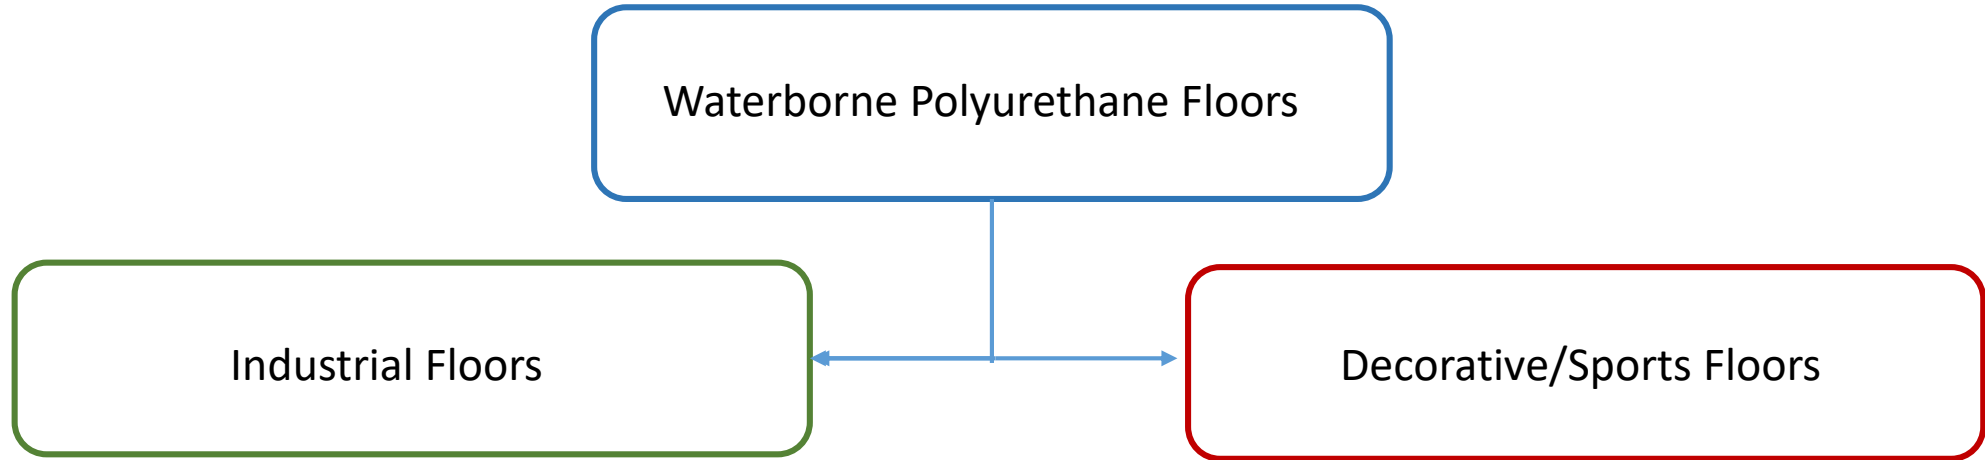 Waterborne Polyurethane Floors
Industrial Floors
Decorative/Sports Floors